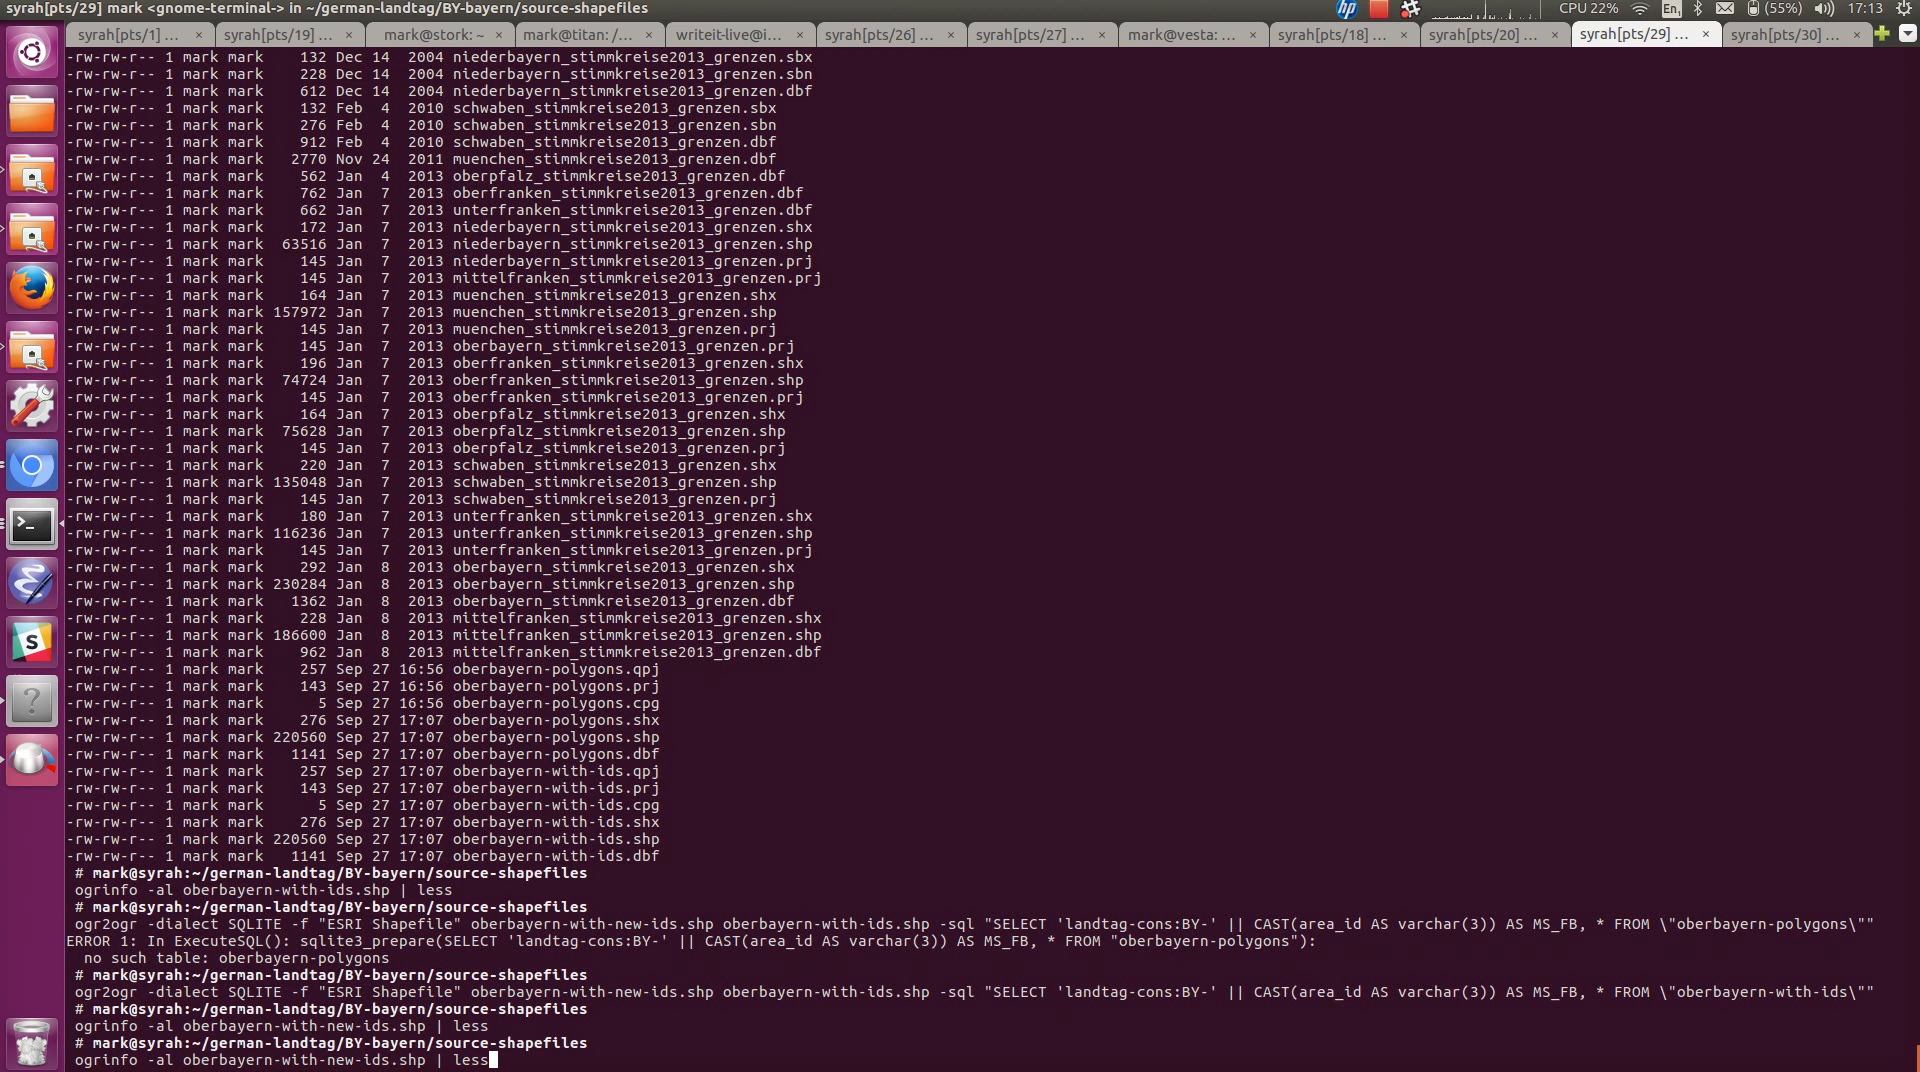 syrah[pts/29] mark <gnome-terminal-> in ~/german-landtag/BY-bayern/source-shapefiles
hp
CPU 22%
En1
(55%)
17:13
syrah[pts/1] ... ×
syrah[pts/19] ... ×
mark@stork: ~ ×
mark@titan: /... ×
writeit-live@i... ×
syrah[pts/26] ... ×
syrah[pts/27] ... ×
mark@vesta: ... ×
syrah[pts/18] ... ×
syrah[pts/20] ... ×
syrah[pts/29] ... ×
syrah[pts/30] ... ×
-rw-rw-r-- 1 mark mark    132 Dec 14  2004 niederbayern_stimmkreise2013_grenzen.sbx
-rw-rw-r-- 1 mark mark    228 Dec 14  2004 niederbayern_stimmkreise2013_grenzen.sbn
-rw-rw-r-- 1 mark mark    612 Dec 14  2004 niederbayern_stimmkreise2013_grenzen.dbf
-rw-rw-r-- 1 mark mark    132 Feb  4  2010 schwaben_stimmkreise2013_grenzen.sbx
-rw-rw-r-- 1 mark mark    276 Feb  4  2010 schwaben_stimmkreise2013_grenzen.sbn
-rw-rw-r-- 1 mark mark    912 Feb  4  2010 schwaben_stimmkreise2013_grenzen.dbf
-rw-rw-r-- 1 mark mark   2770 Nov 24  2011 muenchen_stimmkreise2013_grenzen.dbf
-rw-rw-r-- 1 mark mark    562 Jan  4  2013 oberpfalz_stimmkreise2013_grenzen.dbf
-rw-rw-r-- 1 mark mark    762 Jan  7  2013 oberfranken_stimmkreise2013_grenzen.dbf
-rw-rw-r-- 1 mark mark    662 Jan  7  2013 unterfranken_stimmkreise2013_grenzen.dbf
-rw-rw-r-- 1 mark mark    172 Jan  7  2013 niederbayern_stimmkreise2013_grenzen.shx
-rw-rw-r-- 1 mark mark  63516 Jan  7  2013 niederbayern_stimmkreise2013_grenzen.shp
-rw-rw-r-- 1 mark mark    145 Jan  7  2013 niederbayern_stimmkreise2013_grenzen.prj
-rw-rw-r-- 1 mark mark    145 Jan  7  2013 mittelfranken_stimmkreise2013_grenzen.prj
-rw-rw-r-- 1 mark mark    164 Jan  7  2013 muenchen_stimmkreise2013_grenzen.shx
-rw-rw-r-- 1 mark mark 157972 Jan  7  2013 muenchen_stimmkreise2013_grenzen.shp
-rw-rw-r-- 1 mark mark    145 Jan  7  2013 muenchen_stimmkreise2013_grenzen.prj
-rw-rw-r-- 1 mark mark    145 Jan  7  2013 oberbayern_stimmkreise2013_grenzen.prj
-rw-rw-r-- 1 mark mark    196 Jan  7  2013 oberfranken_stimmkreise2013_grenzen.shx
-rw-rw-r-- 1 mark mark  74724 Jan  7  2013 oberfranken_stimmkreise2013_grenzen.shp
-rw-rw-r-- 1 mark mark    145 Jan  7  2013 oberfranken_stimmkreise2013_grenzen.prj
-rw-rw-r-- 1 mark mark    164 Jan  7  2013 oberpfalz_stimmkreise2013_grenzen.shx
-rw-rw-r-- 1 mark mark  75628 Jan  7  2013 oberpfalz_stimmkreise2013_grenzen.shp
-rw-rw-r-- 1 mark mark    145 Jan  7  2013 oberpfalz_stimmkreise2013_grenzen.prj
-rw-rw-r-- 1 mark mark    220 Jan  7  2013 schwaben_stimmkreise2013_grenzen.shx
-rw-rw-r-- 1 mark mark 135048 Jan  7  2013 schwaben_stimmkreise2013_grenzen.shp
-rw-rw-r-- 1 mark mark    145 Jan  7  2013 schwaben_stimmkreise2013_grenzen.prj
-rw-rw-r-- 1 mark mark    180 Jan  7  2013 unterfranken_stimmkreise2013_grenzen.shx
-rw-rw-r-- 1 mark mark 116236 Jan  7  2013 unterfranken_stimmkreise2013_grenzen.shp
-rw-rw-r-- 1 mark mark    145 Jan  7  2013 unterfranken_stimmkreise2013_grenzen.prj
-rw-rw-r-- 1 mark mark    292 Jan  8  2013 oberbayern_stimmkreise2013_grenzen.shx
-rw-rw-r-- 1 mark mark 230284 Jan  8  2013 oberbayern_stimmkreise2013_grenzen.shp
-rw-rw-r-- 1 mark mark   1362 Jan  8  2013 oberbayern_stimmkreise2013_grenzen.dbf
-rw-rw-r-- 1 mark mark    228 Jan  8  2013 mittelfranken_stimmkreise2013_grenzen.shx
-rw-rw-r-- 1 mark mark 186600 Jan  8  2013 mittelfranken_stimmkreise2013_grenzen.shp
-rw-rw-r-- 1 mark mark    962 Jan  8  2013 mittelfranken_stimmkreise2013_grenzen.dbf
-rw-rw-r-- 1 mark mark    257 Sep 27 16:56 oberbayern-polygons.qpj
-rw-rw-r-- 1 mark mark    143 Sep 27 16:56 oberbayern-polygons.prj
-rw-rw-r-- 1 mark mark      5 Sep 27 16:56 oberbayern-polygons.cpg
-rw-rw-r-- 1 mark mark    276 Sep 27 17:07 oberbayern-polygons.shx
-rw-rw-r-- 1 mark mark 220560 Sep 27 17:07 oberbayern-polygons.shp
-rw-rw-r-- 1 mark mark   1141 Sep 27 17:07 oberbayern-polygons.dbf
-rw-rw-r-- 1 mark mark    257 Sep 27 17:07 oberbayern-with-ids.qpj
-rw-rw-r-- 1 mark mark    143 Sep 27 17:07 oberbayern-with-ids.prj
-rw-rw-r-- 1 mark mark      5 Sep 27 17:07 oberbayern-with-ids.cpg
-rw-rw-r-- 1 mark mark    276 Sep 27 17:07 oberbayern-with-ids.shx
-rw-rw-r-- 1 mark mark 220560 Sep 27 17:07 oberbayern-with-ids.shp
-rw-rw-r-- 1 mark mark   1141 Sep 27 17:07 oberbayern-with-ids.dbf
# mark@syrah:~/german-landtag/BY-bayern/source-shapefiles
ogrinfo -al oberbayern-with-ids.shp | less
# mark@syrah:~/german-landtag/BY-bayern/source-shapefiles
ogr2ogr -dialect SQLITE -f "ESRI Shapefile" oberbayern-with-new-ids.shp oberbayern-with-ids.shp -sql "SELECT 'landtag-cons:BY-' || CAST(area_id AS varchar(3)) AS MS_FB, * FROM \"oberbayern-polygons\""
ERROR 1: In ExecuteSQL(): sqlite3_prepare(SELECT 'landtag-cons:BY-' || CAST(area_id AS varchar(3)) AS MS_FB, * FROM "oberbayern-polygons"):
no such table: oberbayern-polygons
# mark@syrah:~/german-landtag/BY-bayern/source-shapefiles
ogr2ogr -dialect SQLITE -f "ESRI Shapefile" oberbayern-with-new-ids.shp oberbayern-with-ids.shp -sql "SELECT 'landtag-cons:BY-' || CAST(area_id AS varchar(3)) AS MS_FB, * FROM \"oberbayern-with-ids\""
# mark@syrah:~/german-landtag/BY-bayern/source-shapefiles
ogrinfo -al oberbayern-with-new-ids.shp | less
# mark@syrah:~/german-landtag/BY-bayern/source-shapefiles
ogrinfo -al oberbayern-with-new-ids.shp | less